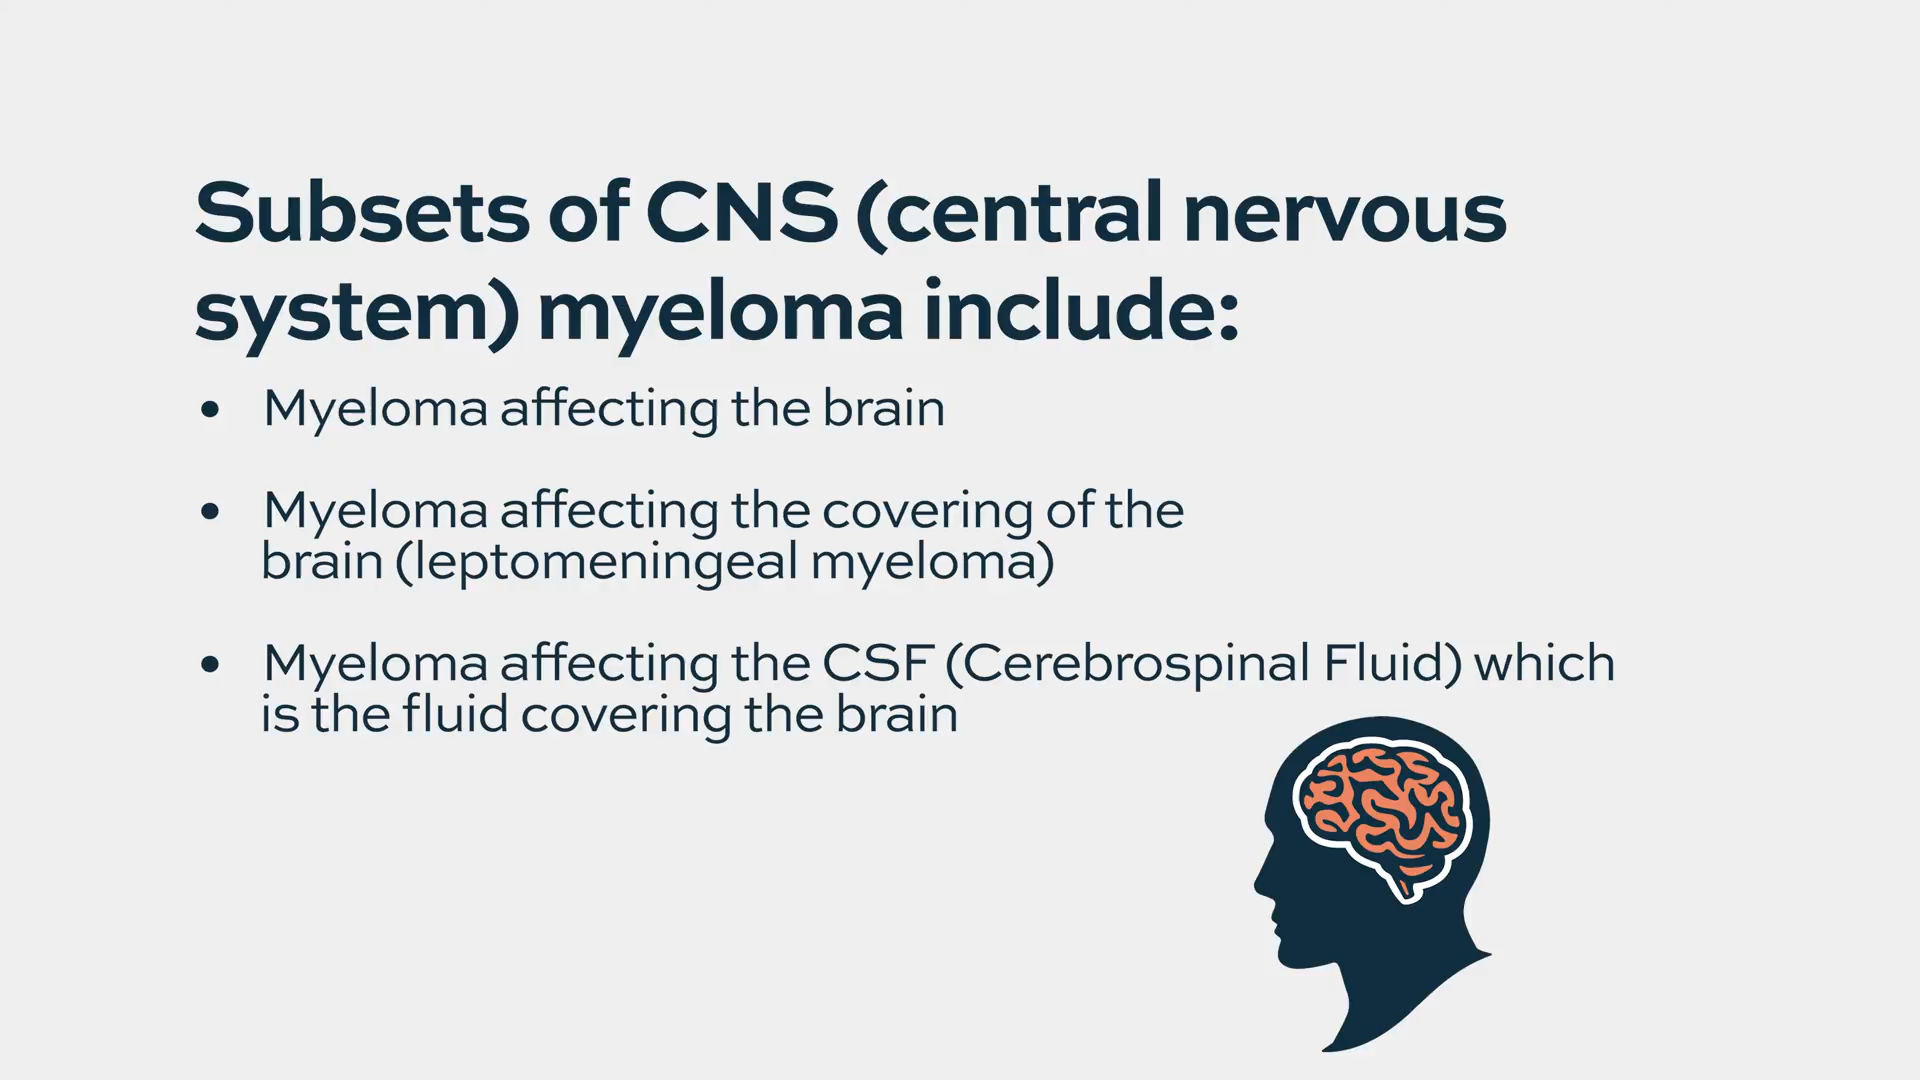 Subsets of CNS (central nervous
system) myeloma include:
• Myeloma affecting the brain
• Myeloma affecting the covering of the
brain (leptomeningeal myeloma)
• Myeloma affecting the CSF (Cerebrospinal Fluid) which
is the fluid covering the brain